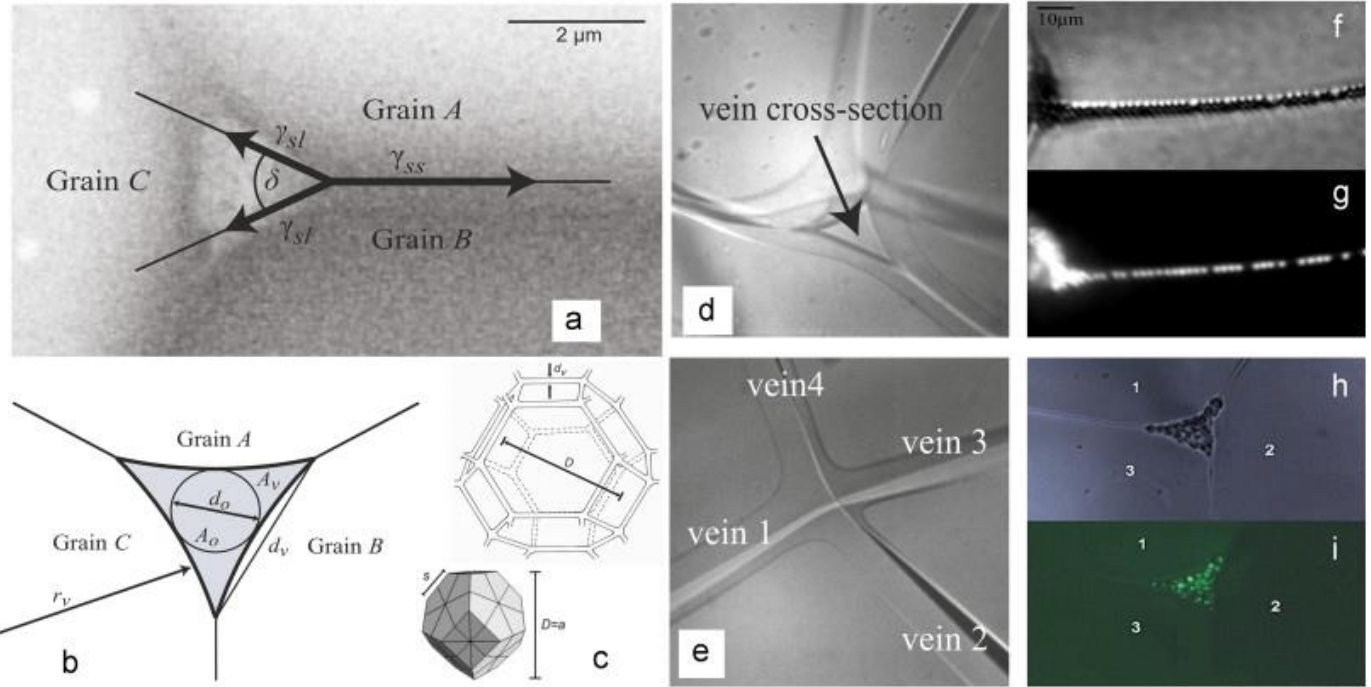 2 µm
Grain A
Grain C
γsl
γss
δ
γsl
Grain B
a
vein cross-section
d
10µm
f
g
Grain A
Av
do
Ao
dv
Grain C
Grain B
rv
b
dv
D
s
D=a
c
vein4
vein 3
vein 1
vein 2
e
h
1
2
3
i
1
2
3